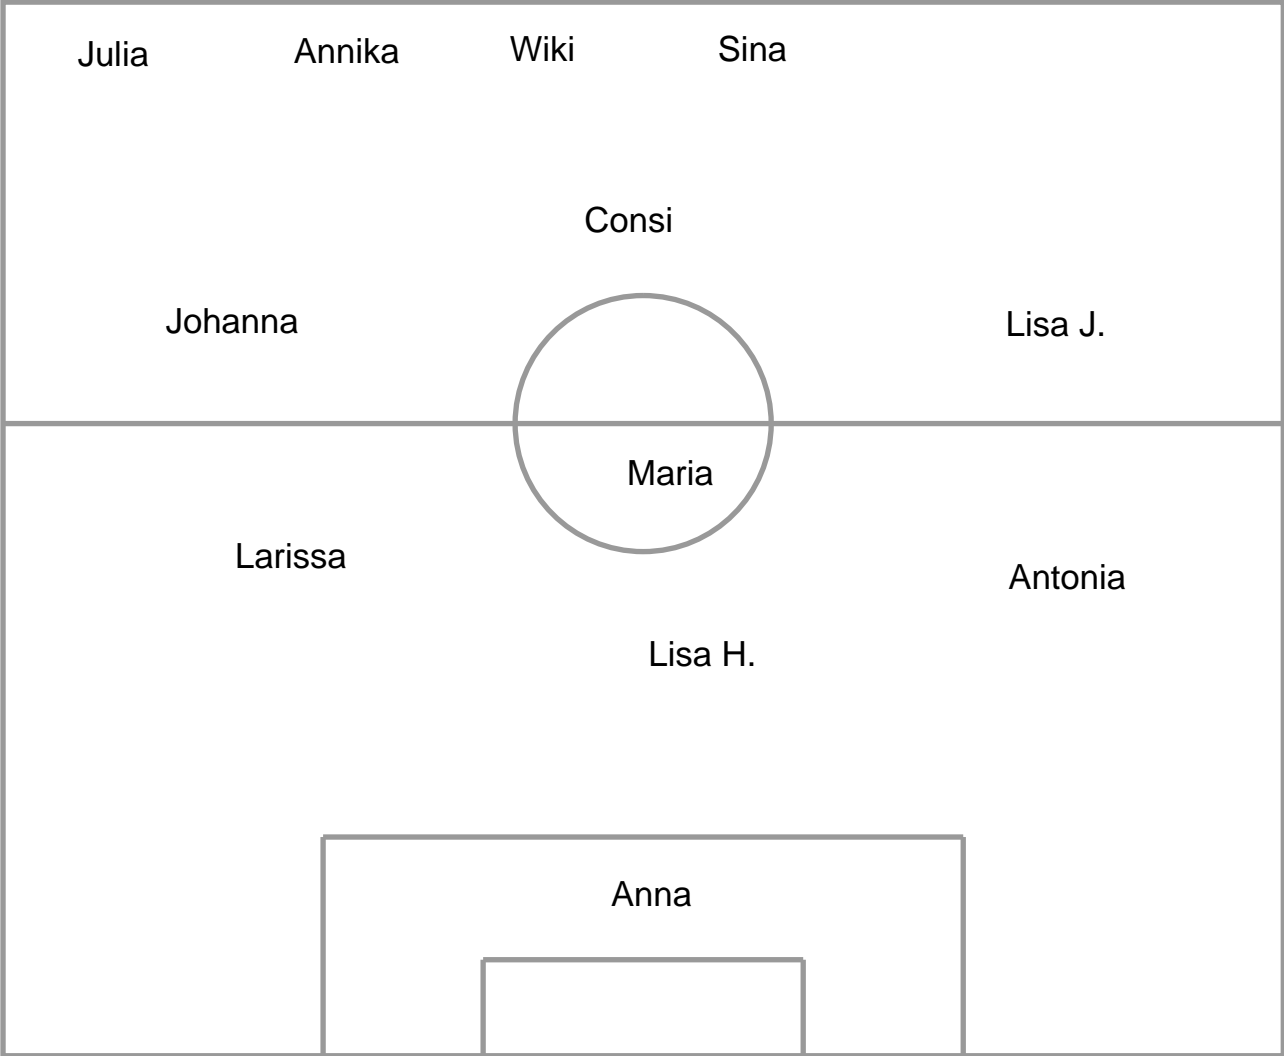 Julia Annika Wiki Sina
Consi
Johanna Lisa J.
Maria
Larissa Antonia
Lisa H.
Anna